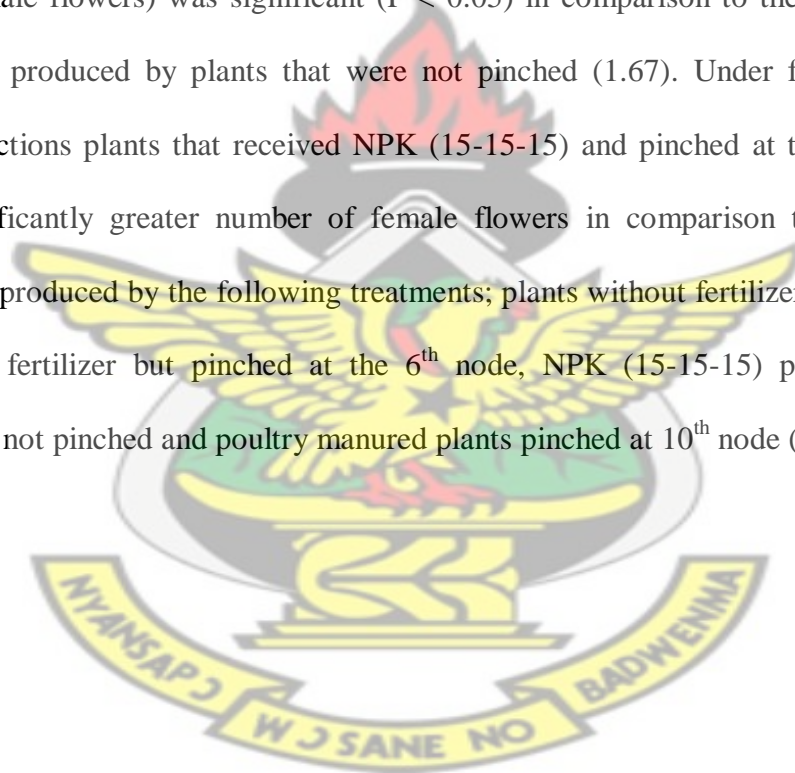 ale flowers) was significant (P < 0.05) in comparison to the
produced by plants that were not pinched (1.67). Under f
ctions plants that received NPK (15-15-15) and pinched at t
ficantly greater number of female flowers in comparison t
produced by the following treatments; plants without fertilizer
fertilizer but pinched at the 6th node, NPK (15-15-15) p
not pinched and poultry manured plants pinched at 10th node (
NYANSAPƆ WƆSANE NO BADWENMA